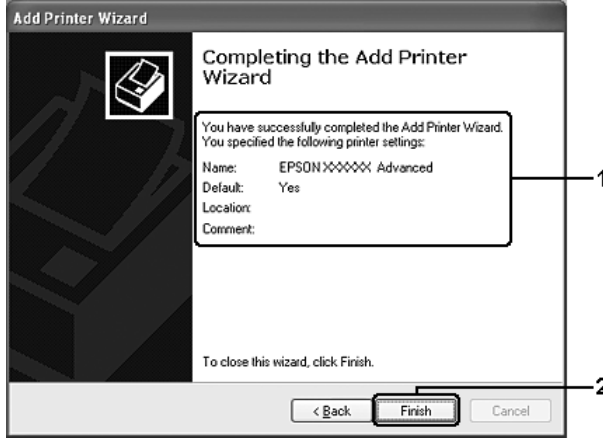 Add Printer Wizard
Completing the Add Printer
Wizard
You have successfully completed the Add Printer Wizard.
You specified the following printer settings:
Name: EPSON XXXXXX Advanced
Default: Yes
Location:
Comment:
1
To close this wizard, click Finish.
2
< Back
Finish
Cancel